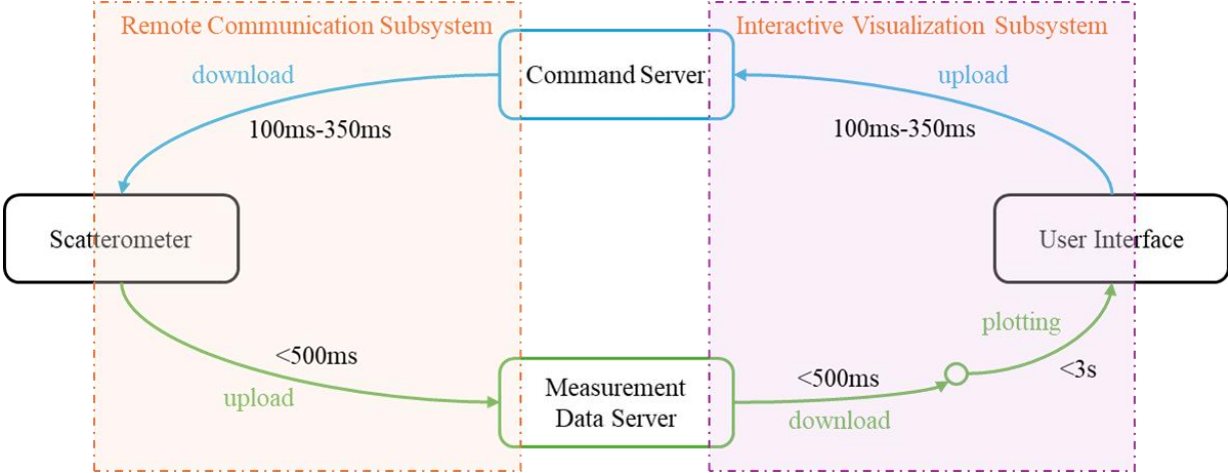 Remote Communication Subsystem
Interactive Visualization Subsystem
download
Command Server
upload
100ms-350ms
100ms-350ms
Scatterometer
User Interface
plotting
<500ms
<500ms
<3s
upload
Measurement
Data Server
download